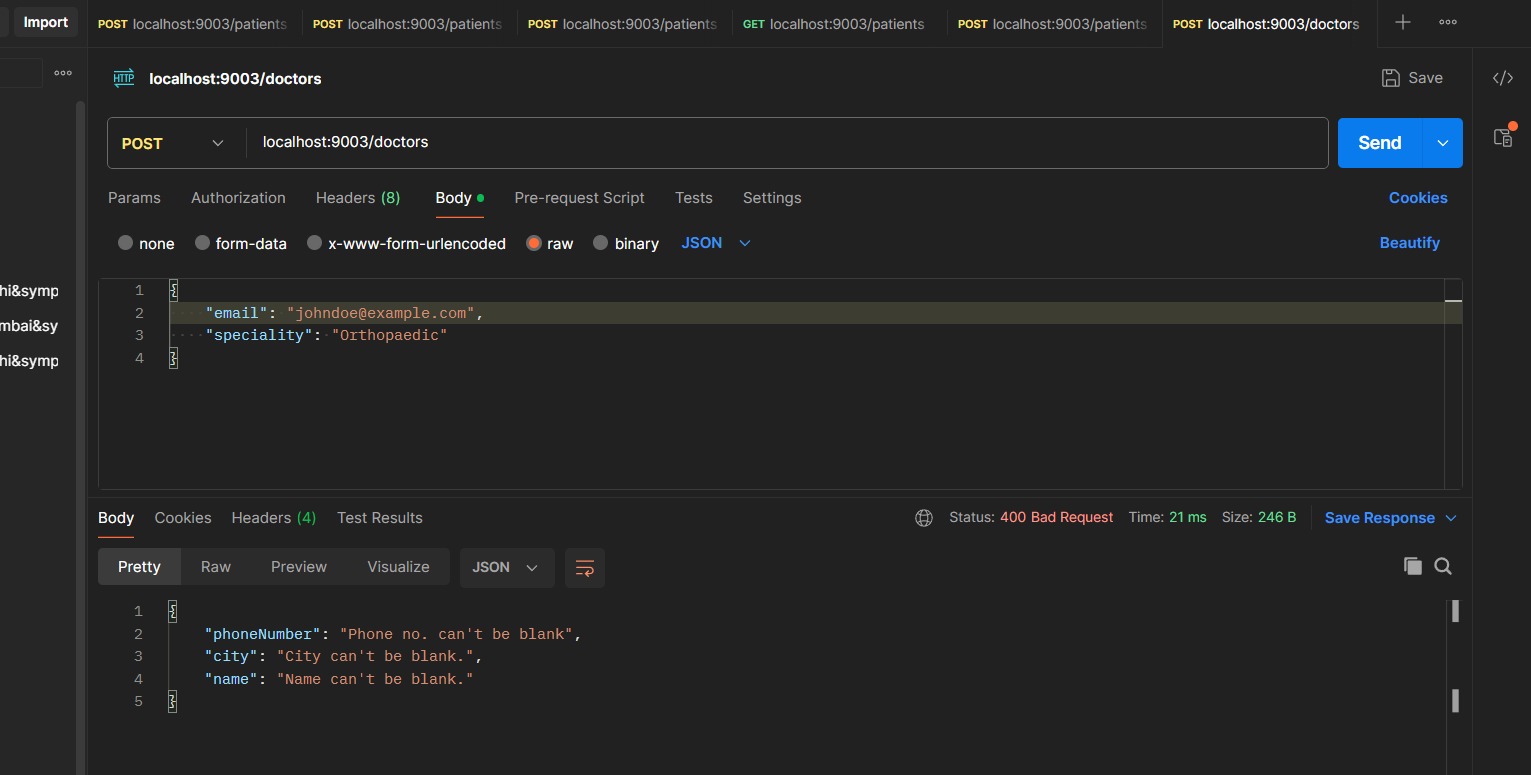 Import
POST localhost:9003/patients POST localhost:9003/patients POST localhost:9003/patients GET localhost:9003/patients POST localhost:9003/patients POST localhost:9003/doctors
HTTP localhost:9003/doctors Save
POST localhost:9003/doctors Send
Params Authorization Headers (8) Body Pre-request Script Tests Settings Cookies
none form-data x-www-form-urlencoded raw binary JSON Beautify
hi&symp
mbai&sy
hi&symp
1 {
2 "email": "johndoe@example.com",
3 "speciality": "Orthopaedic"
4 }
Body Cookies Headers (4) Test Results Status: 400 Bad Request Time: 21 ms Size: 246 B Save Response
Pretty Raw Preview Visualize JSON
1 {
2 "phoneNumber": "Phone no. can't be blank",
3 "city": "City can't be blank.",
4 "name": "Name can't be blank."
5 }